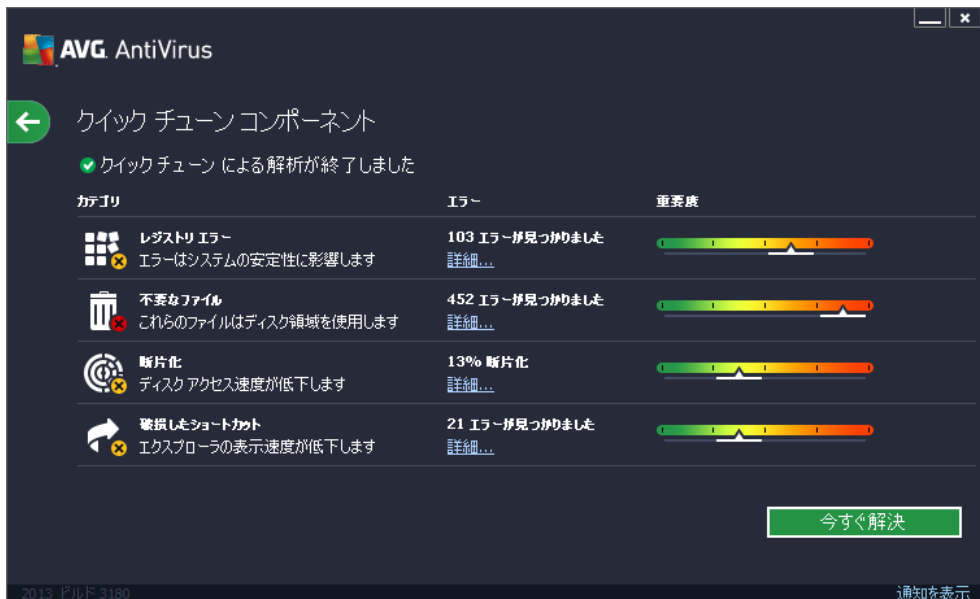 AVG. AntiVirus
クイック チューン コンポーネント
クイック チューン による解析が終了しました
カテゴリ エラー 重要度
レジストリ エラー 103 エラーが見つかりました
エラーはシステムの安定性に影響します 詳細...
不要なファイル 452 エラーが見つかりました
これらのファイルはディスク領域を使用します 詳細...
断片化 13% 断片化
ディスク アクセス速度が低下します 詳細...
破損したショートカット 21 エラーが見つかりました
エクスプローラの表示速度が低下します 詳細...
今すぐ解決
2013 ビルド 3180 通知を表示